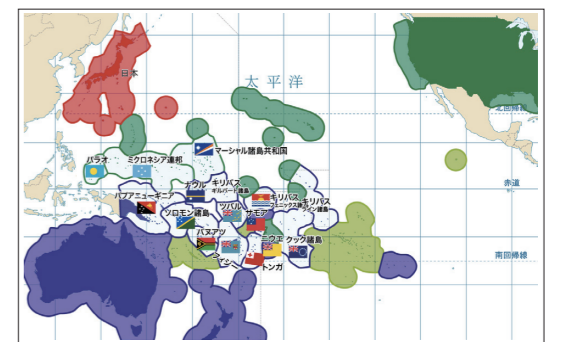 日本
太平洋
北回帰線
マーシャル諸島共和国
パラオ
ミクロネシア連邦
ナウル
キリバス
ギルバート諸島
キリバス
フェニックス諸島
キリバス
ライン諸島
赤道
パプアニューギニア
ソロモン諸島
ツバル
サモア
バヌアツ
フィジー
ニウエ
クック諸島
トンガ
南回帰線